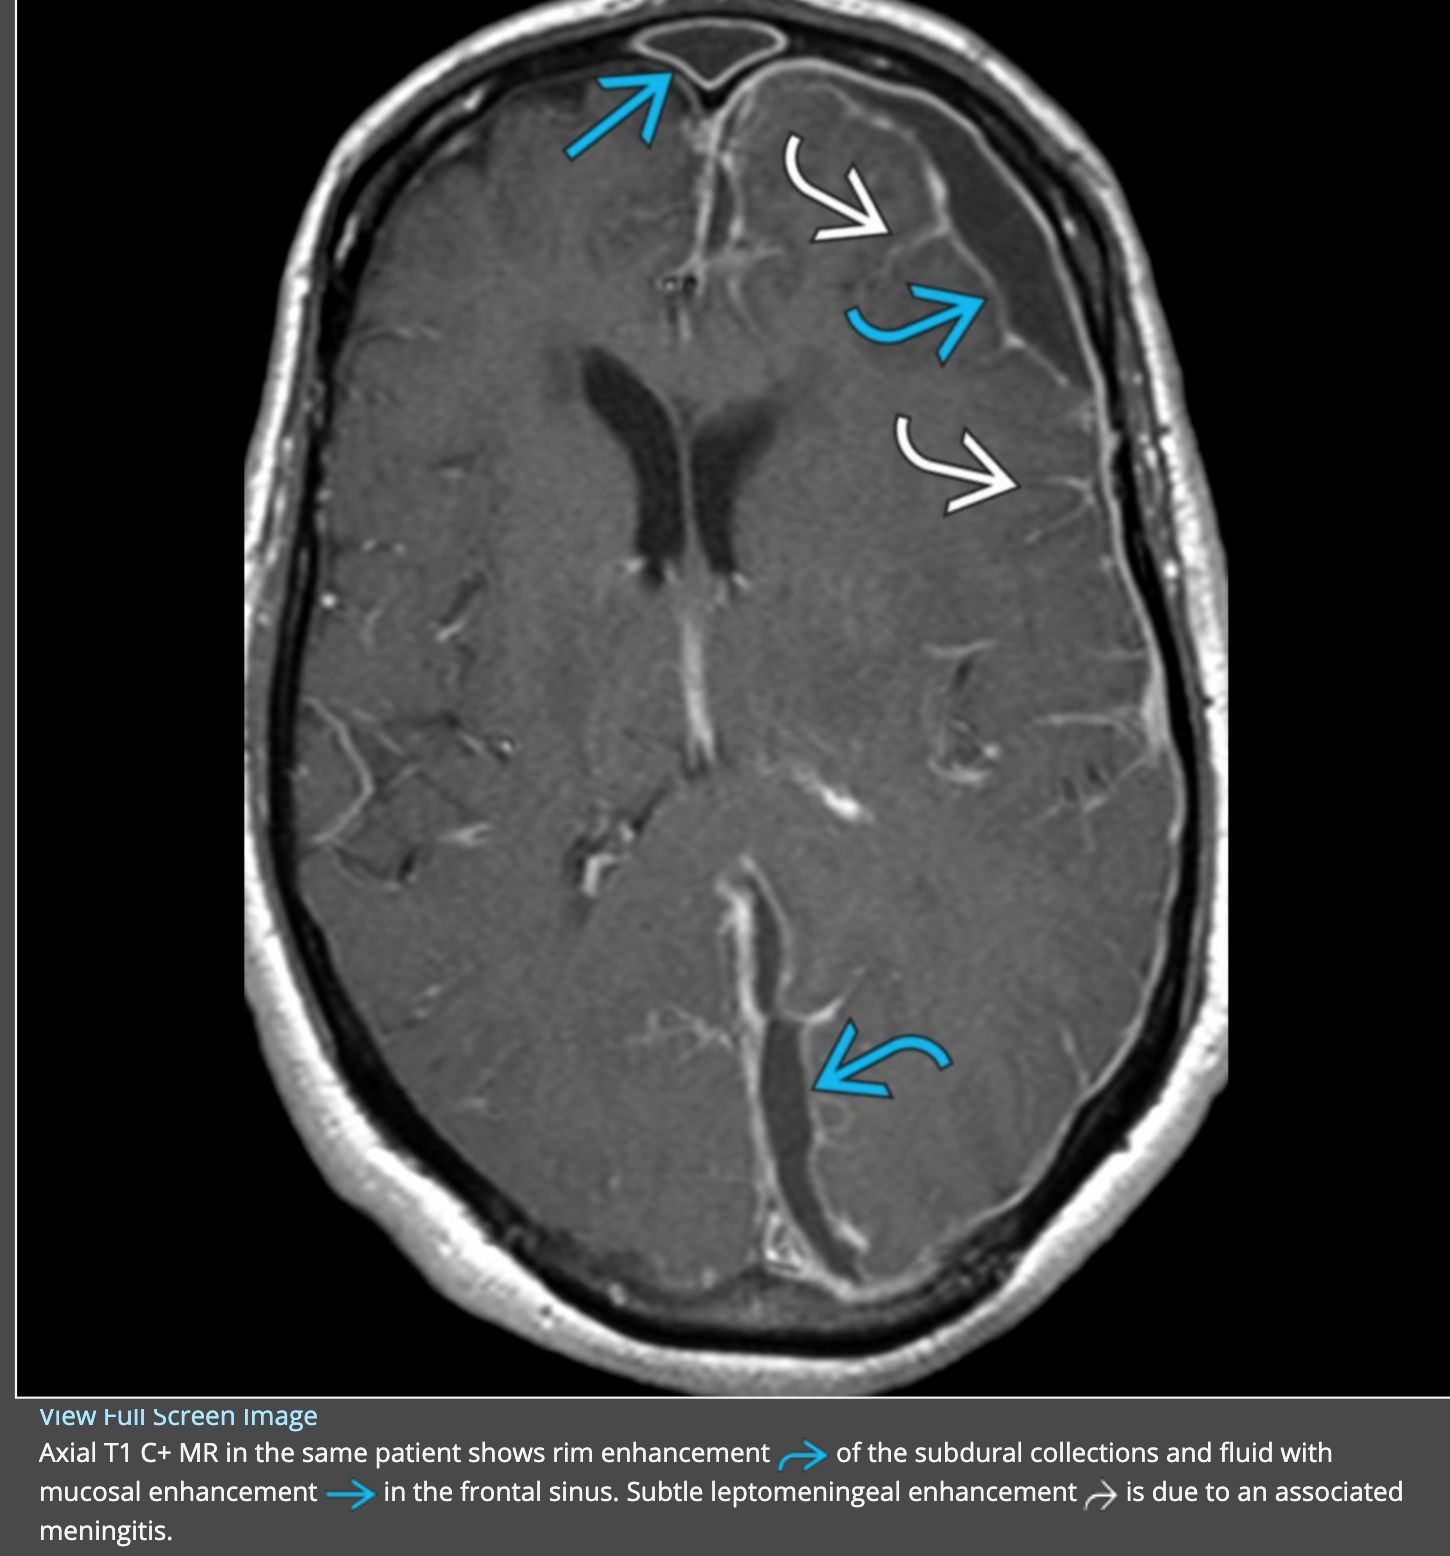 View Full Screen Image
Axial T1 C+ MR in the same patient shows rim enhancement of the subdural collections and fluid with
mucosal enhancement in the frontal sinus. Subtle leptomeningeal enhancement is due to an associated
meningitis.